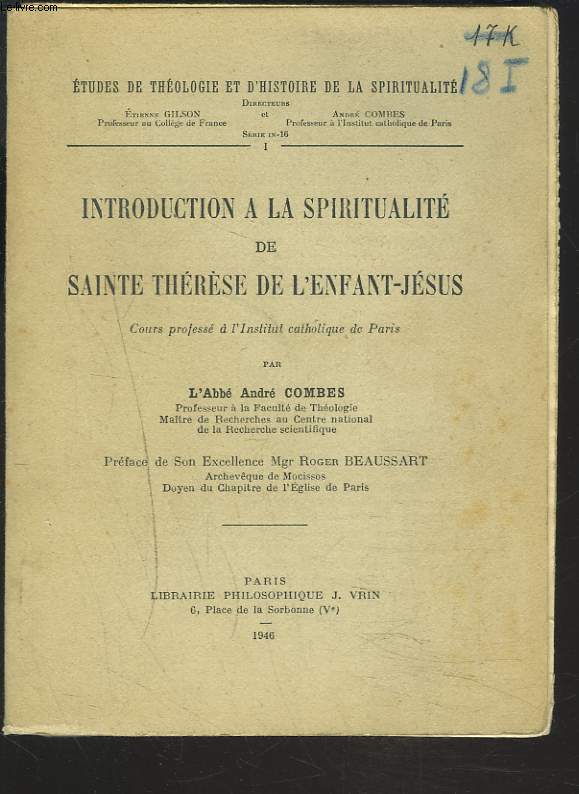 Le-livre.com
17 K
18 I
ÉTUDES DE THÉOLOGIE ET D'HISTOIRE DE LA SPIRITUALITÉ
DIRECTEURS
ÉTIENNE GILSON et ANDRÉ COMBES
Professeur au Collège de France Professeur à l'Institut catholique de Paris
SÉRIE IN-16
I
INTRODUCTION A LA SPIRITUALITÉ
DE
SAINTE THÉRÈSE DE L'ENFANT-JÉSUS
Cours professé à l'Institut catholique de Paris
PAR
L'Abbé André COMBES
Professeur à la Faculté de Théologie
Maître de Recherches au Centre national
de la Recherche scientifique
Préface de Son Excellence Mgr ROGER BEAUSSART
Archevêque de Mocissos
Doyen du Chapitre de l'Église de Paris
PARIS
LIBRAIRIE PHILOSOPHIQUE J. VRIN
6, Place de la Sorbonne (Ve)
1946